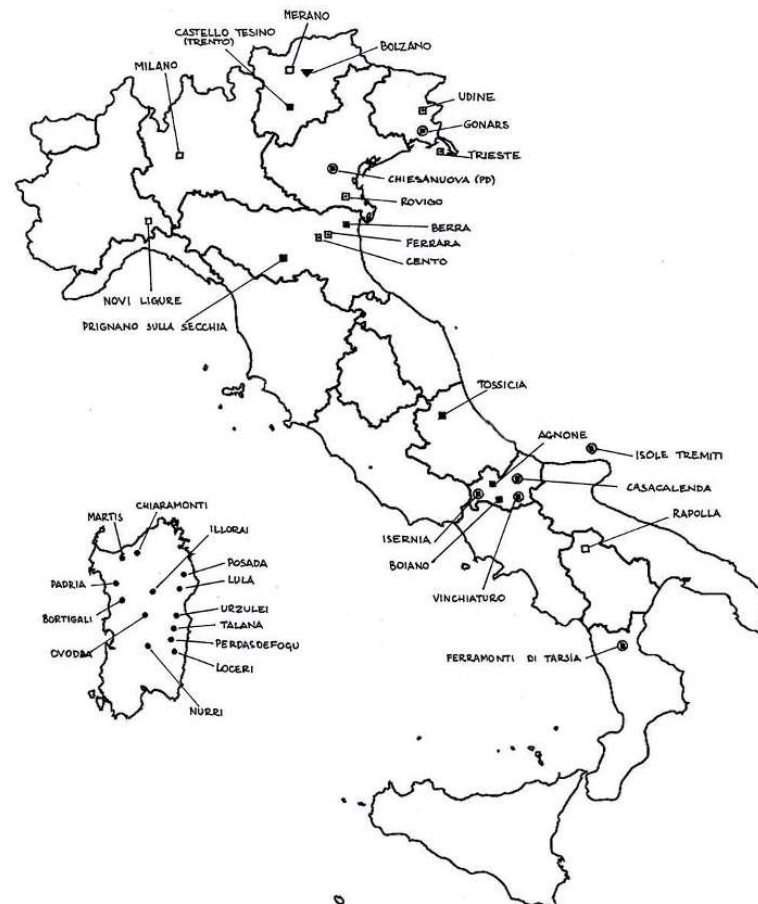 MERANO
CASTELLO TESINO
(TRENTO)
BOLZANO
MILANO
UDINE
GONARS
TRIESTE
CHIESANUOVA (PD)
ROVIGO
BERRA
FERRARA
CENTO
NOVI LIGURE
PRIGNANO SULLA SECCHIA
TOSSICIA
AGNONE
ISOLE TREMITI
CASACALENDA
RAPOLLA
ISERNIA
BOIANO
VINCHIATURO
FERRAMONTI DI TARSIA
CHIARAMONTI
MARTIS
ILLORAI
POSADA
PADRIA
LULA
BORTIGALI
URZULEI
TALANA
OVODDA
PERDASDEFOGU
LOCERI
NURRI